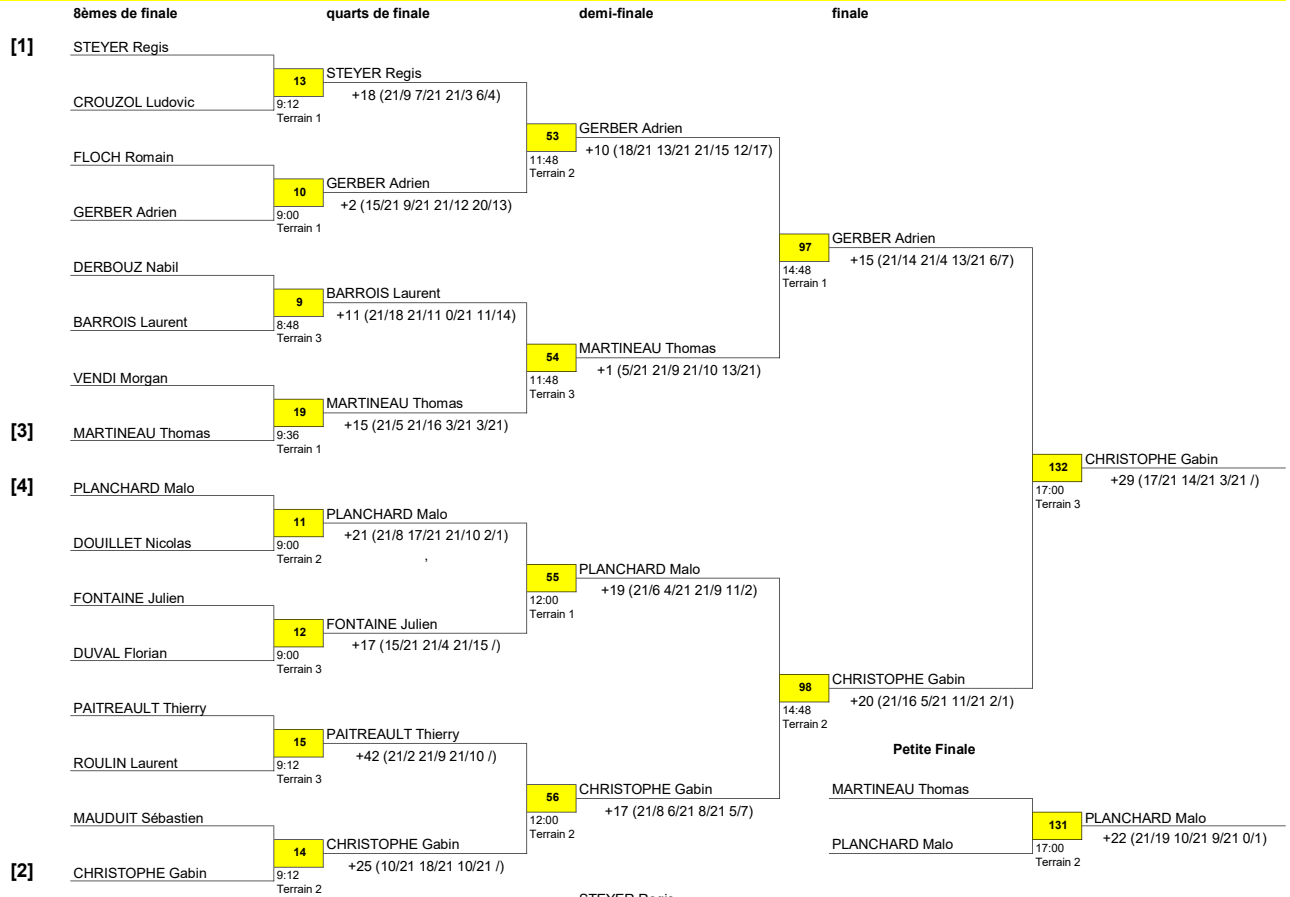 8èmes de finale quarts de finale demi-finale finale
[1] STEYER Regis
13 STEYER Regis
+18 (21/9 7/21 21/3 6/4)
CROUZOL Ludovic 9:12
Terrain 1
53 GERBER Adrien
+10 (18/21 13/21 21/15 12/17)
11:48
Terrain 2
FLOCH Romain
10 GERBER Adrien
+2 (15/21 9/21 21/12 20/13)
GERBER Adrien 9:00
Terrain 1
97 GERBER Adrien
+15 (21/14 21/4 13/21 6/7)
14:48
Terrain 1
DERBOUZ Nabil
9 BARROIS Laurent
+11 (21/18 21/11 0/21 11/14)
BARROIS Laurent 8:48
Terrain 3
54 MARTINEAU Thomas
+1 (5/21 21/9 21/10 13/21)
11:48
Terrain 3
VENDI Morgan
19 MARTINEAU Thomas
+15 (21/5 21/16 3/21 3/21)
[3] MARTINEAU Thomas 9:36
Terrain 1
132 CHRISTOPHE Gabin
+29 (17/21 14/21 3/21 /)
17:00
Terrain 3
[4] PLANCHARD Malo
11 PLANCHARD Malo
+21 (21/8 17/21 21/10 2/1)
DOUILLET Nicolas 9:00
Terrain 2 ,
55 PLANCHARD Malo
+19 (21/6 4/21 21/9 11/2)
12:00
Terrain 1
FONTAINE Julien
12 FONTAINE Julien
+17 (15/21 21/4 21/15 /)
DUVAL Florian 9:00
Terrain 3
98 CHRISTOPHE Gabin
+20 (21/16 5/21 11/21 2/1)
14:48
Terrain 2
PAITREAULT Thierry
15 PAITREAULT Thierry
+42 (21/2 21/9 21/10 /)
ROULIN Laurent 9:12
Terrain 3
Petite Finale
56 CHRISTOPHE Gabin
+17 (21/8 6/21 8/21 5/7)
12:00
Terrain 2
MARTINEAU Thomas
131 PLANCHARD Malo
+22 (21/19 10/21 9/21 0/1)
PLANCHARD Malo 17:00
Terrain 2
MAUDUIT Sébastien
14 CHRISTOPHE Gabin
+25 (10/21 18/21 10/21 /)
[2] CHRISTOPHE Gabin 9:12
Terrain 2
STEYER Regis